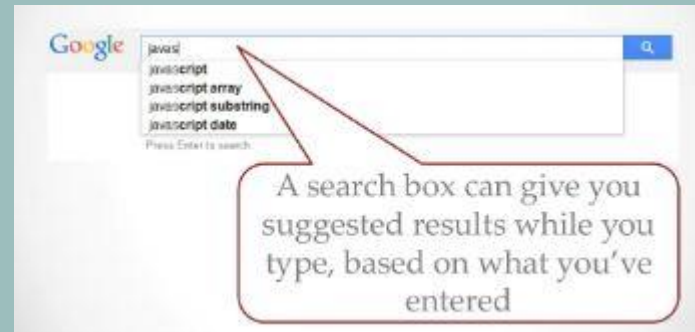 Google
javas
javascript
javascript array
javascript substring
javascript date
Press Enter to search.
A search box can give you
suggested results while you
type, based on what you've
entered